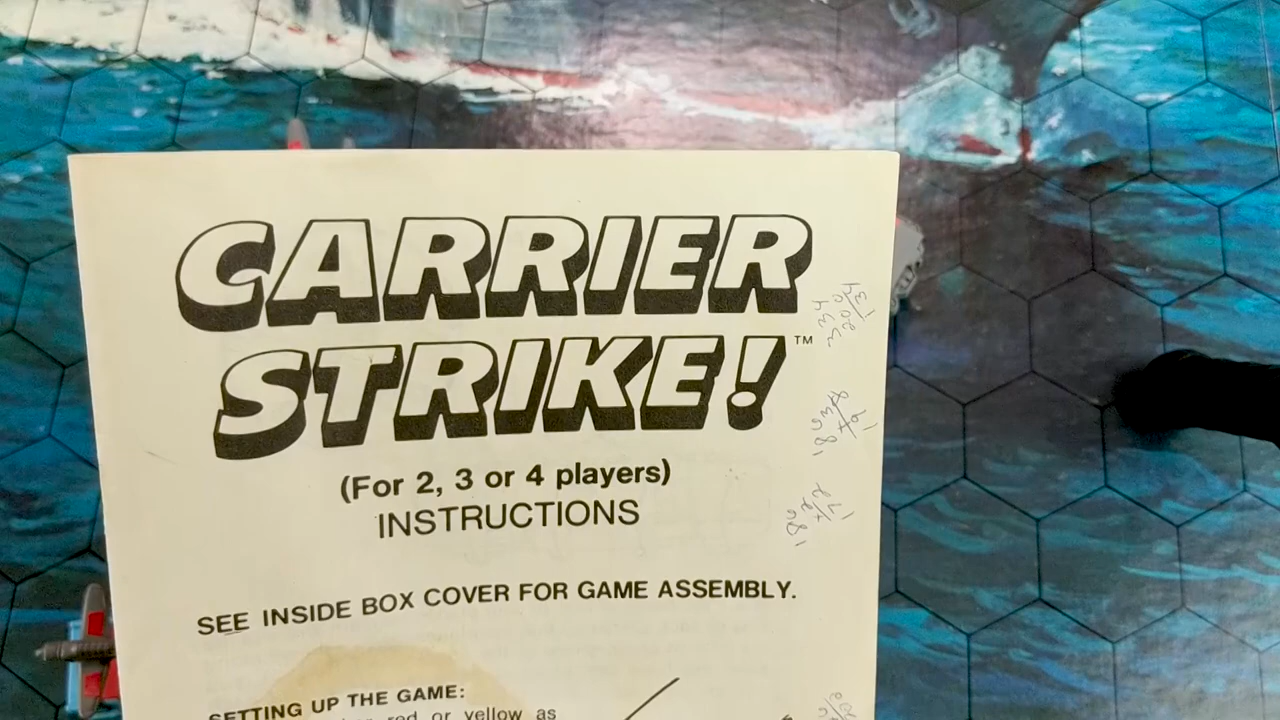 CARRIER
STRIKE!™
(For 2, 3 or 4 players)
INSTRUCTIONS
SEE INSIDE BOX COVER FOR GAME ASSEMBLY.
SETTING UP THE GAME:
red or yellow as